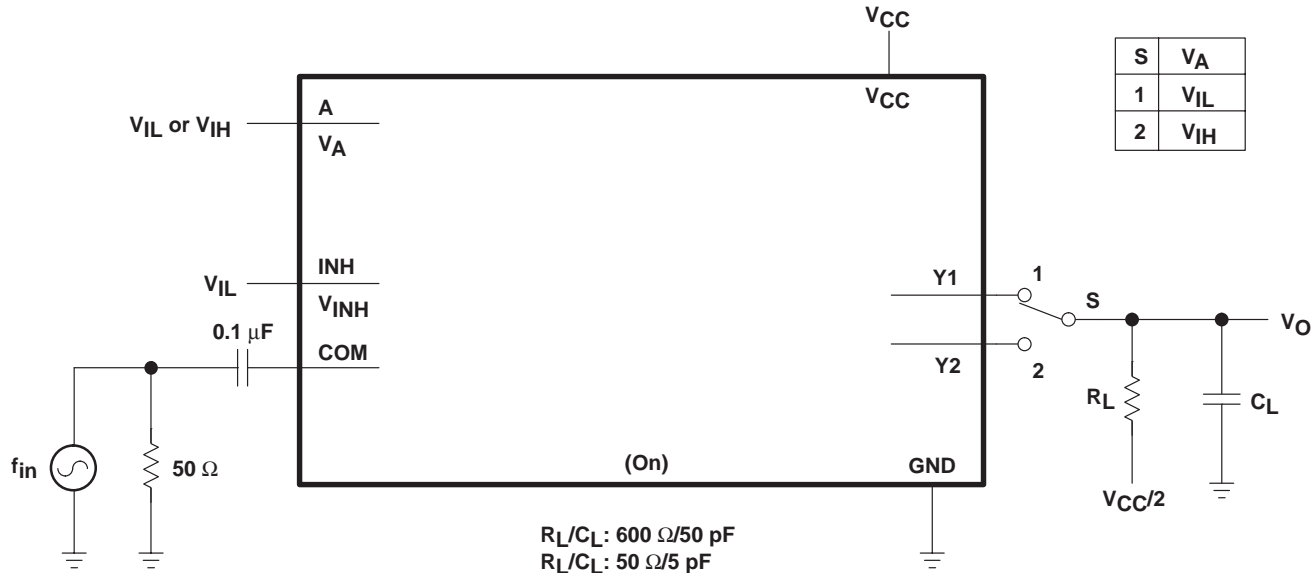 VCC
S VA
1 VIL
2 VIH
VCC
A
VIL or VIH
VA
INH
VIL
VINH
0.1 μF
COM
Y1
1
S
VO
Y2
2
RL
CL
fin
50 Ω
(On)
GND
VCC/2
RL/CL: 600 Ω/50 pF
RL/CL: 50 Ω/5 pF